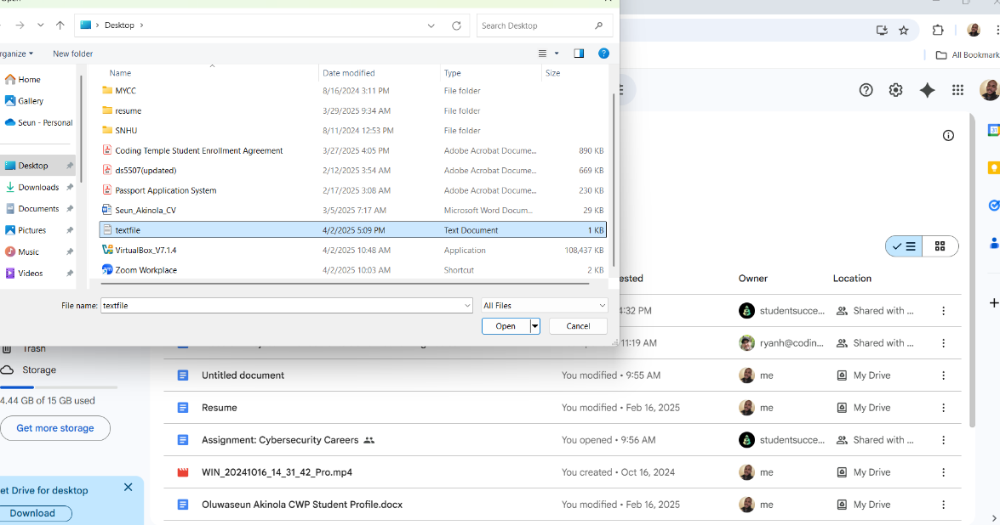 Desktop
Search Desktop
New folder
Name Date modified Type Size
Home
Gallery
Seun - Personal
Desktop
Downloads
Documents
Pictures
Music
Videos
MYCC 8/16/2024 3:11 PM File folder
resume 3/29/2025 9:34 AM File folder
SNHU 8/11/2024 12:53 PM File folder
Coding Temple Student Enrollment Agreement 3/27/2025 4:05 PM Adobe Acrobat Docume... 890 KB
ds5507(updated) 2/12/2025 3:54 AM Adobe Acrobat Docume... 669 KB
Passport Application System 2/17/2025 3:08 AM Adobe Acrobat Docume... 230 KB
Seun_Akinola_CV 3/5/2025 7:17 AM Microsoft Word Docum... 29 KB
textfile 4/2/2025 5:09 PM Text Document 1 KB
VirtualBox_V7.1.4 4/2/2025 10:48 AM Application 108,437 KB
Zoom Workplace 4/2/2025 10:03 AM Shortcut 2 KB
File name: textfile All Files
Open Cancel
All Bookmark
31
Owner Location
4:32 PM studentsucce... Shared with ...
11:19 AM ryanh@codin... Shared with ...
Untitled document You modified • 9:55 AM me My Drive
Resume You modified • Feb 16, 2025 me My Drive
Assignment: Cybersecurity Careers You opened • 9:56 AM studentsucce... Shared with ...
WIN_20241016_14_31_42_Pro.mp4 You created • Oct 16, 2024 me My Drive
Oluwaseun Akinola CWP Student Profile.docx You modified • Feb 16, 2025 me My Drive
Trash
Storage
4.44 GB of 15 GB used
Get more storage
et Drive for desktop
Download